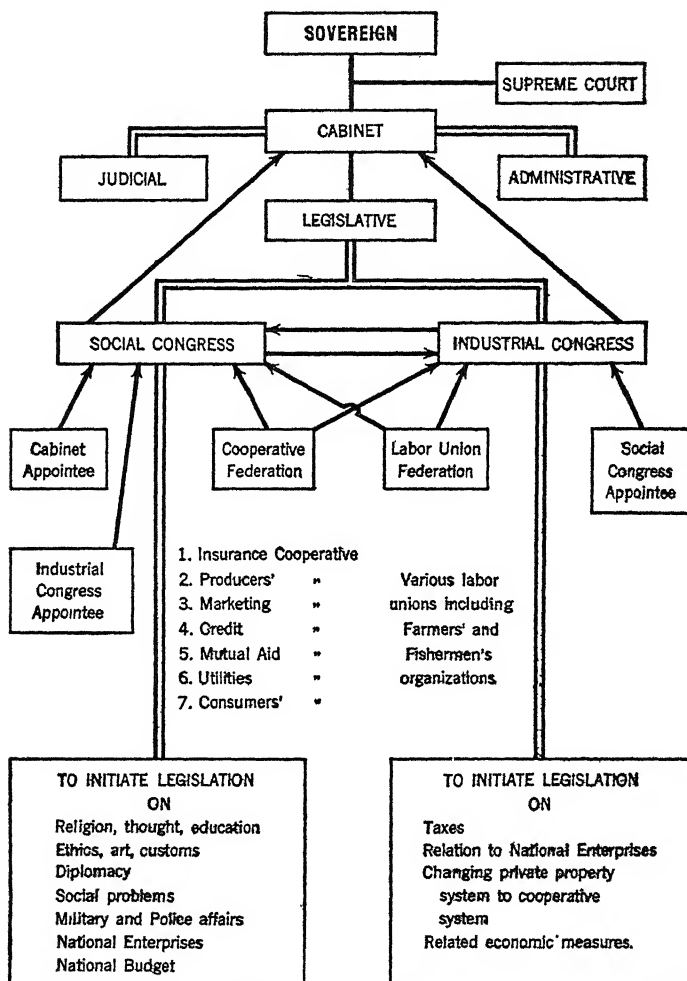 SOVEREIGN
SUPREME COURT
CABINET
JUDICIAL
ADMINISTRATIVE
LEGISLATIVE
SOCIAL CONGRESS
INDUSTRIAL CONGRESS
Cabinet
Appointee
Cooperative
Federation
Labor Union
Federation
Social
Congress
Appointee
Industrial
Congress
Appointee
1. Insurance Cooperative
2. Producers' "
3. Marketing "
4. Credit "
5. Mutual Aid "
6. Utilities "
7. Consumers' "
Various labor
unions including
Farmers' and
Fishermen's
organizations.
TO INITIATE LEGISLATION
ON
Religion, thought, education
Ethics, art, customs
Diplomacy
Social problems
Military and Police affairs
National Enterprises
National Budget
TO INITIATE LEGISLATION
ON
Taxes
Relation to National Enterprises
Changing private property
system to cooperative
system
Related economic measures.